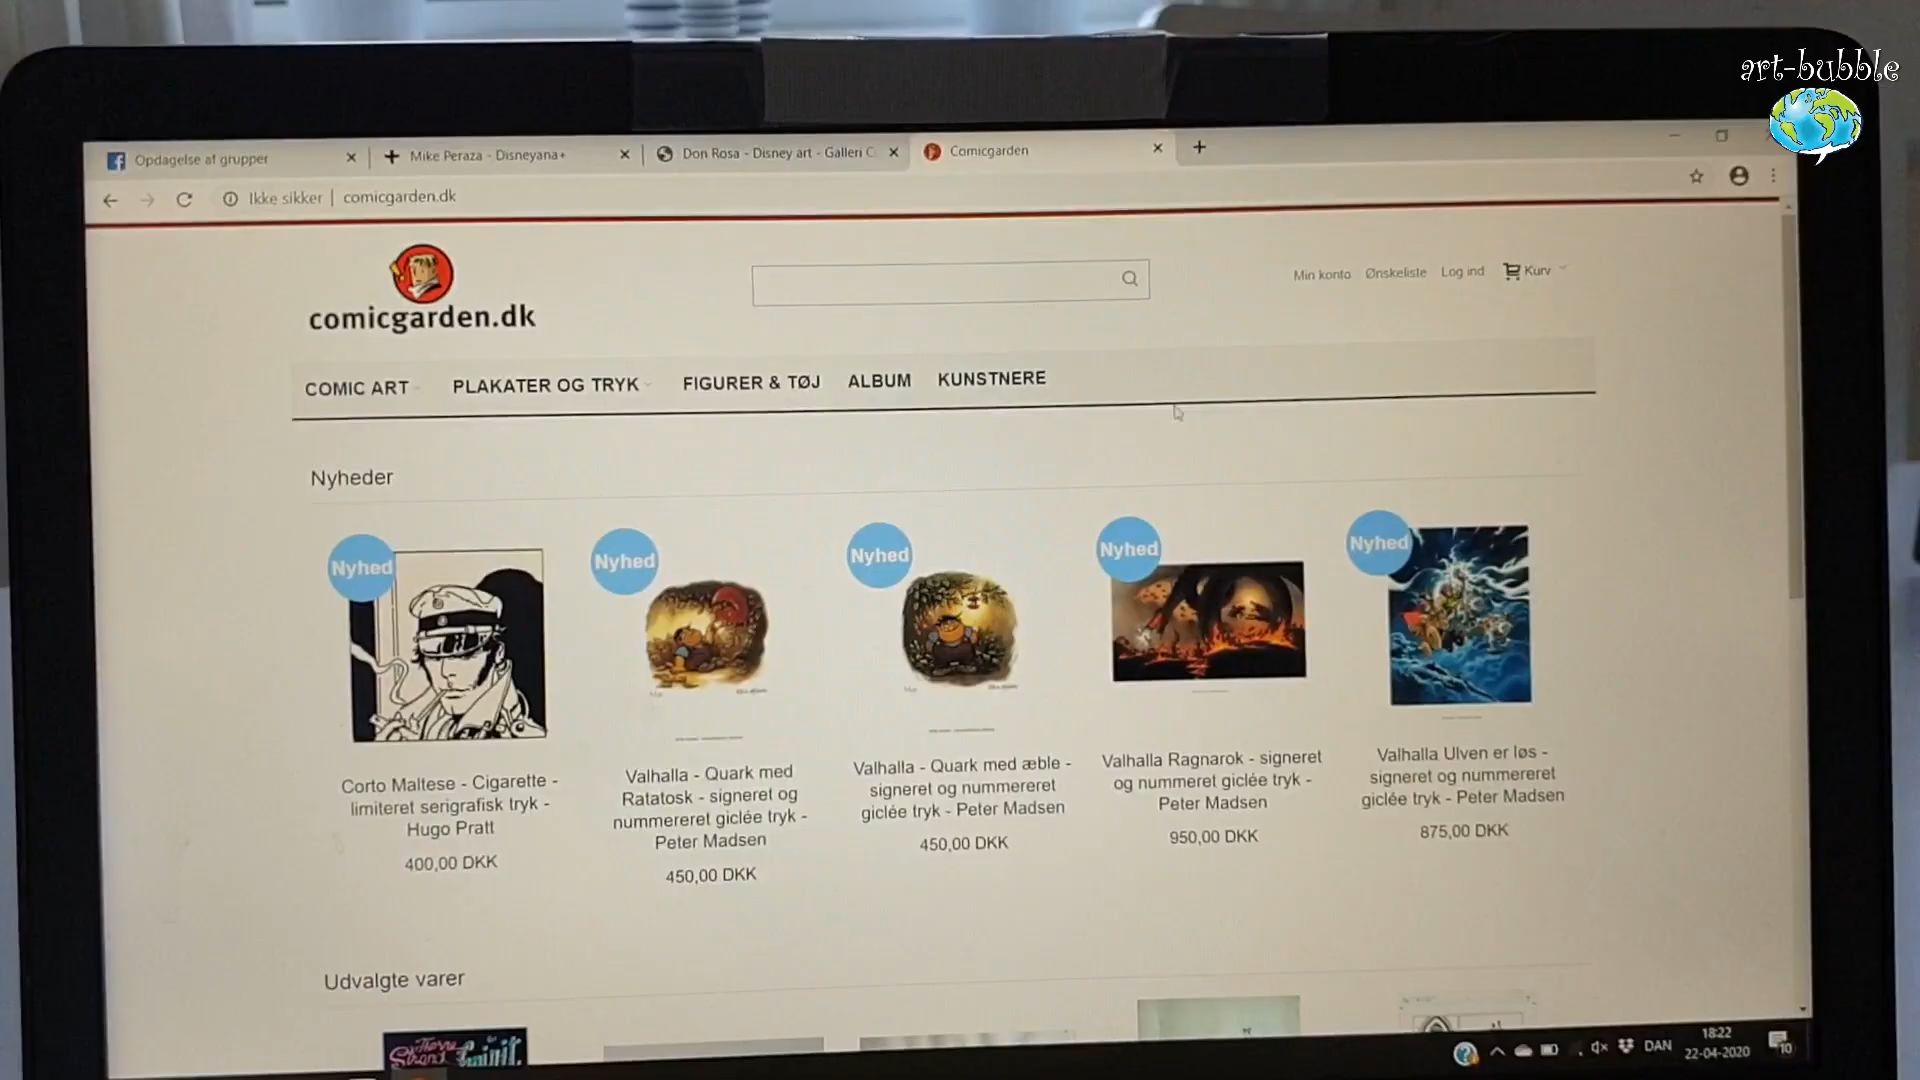 art-bubble
Opdagelse af grupper
Mike Peraza - Disneyana+
Don Rosa - Disney art - Galleri C
Comicgarden
Ikke sikker | comicgarden.dk
comicgarden.dk
Min konto Ønskeliste Log ind Kurv
COMIC ART PLAKATER OG TRYK FIGURER & TØJ ALBUM KUNSTNERE
Nyheder
Nyhed
Nyhed
Nyhed
Nyhed
Nyhed
Corto Maltese - Cigarette -
limiteret serigrafisk tryk -
Hugo Pratt
400,00 DKK
Valhalla - Quark med
Ratatosk - signeret og
nummereret giclée tryk -
Peter Madsen
450,00 DKK
Valhalla - Quark med æble -
signeret og nummereret
giclée tryk - Peter Madsen
450,00 DKK
Valhalla Ragnarok - signeret
og nummeret giclée tryk -
Peter Madsen
950,00 DKK
Valhalla Ulven er løs -
signeret og nummereret
giclée tryk - Peter Madsen
875,00 DKK
Udvalgte varer
DAN
18:22
22-04-2020
10